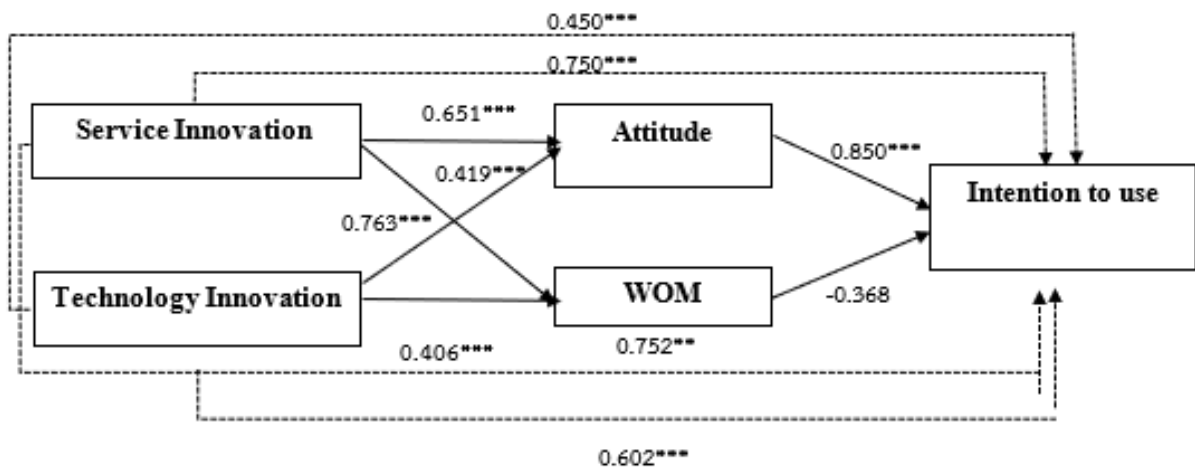 0.450***
0.750***
Service Innovation
0.651***
Attitude
0.850***
0.419***
Intention to use
0.763***
Technology Innovation
WOM
-0.368
0.406***
0.752**
0.602***